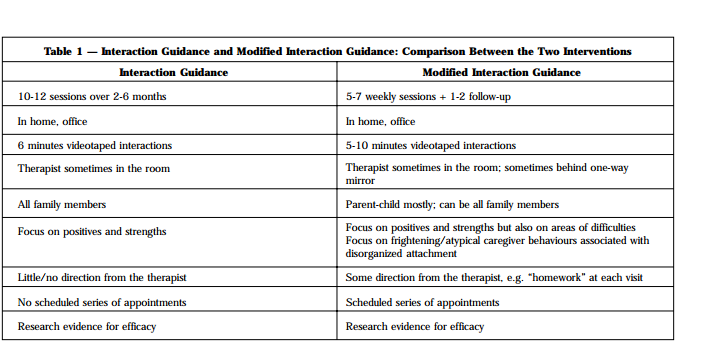 Table 1 — Interaction Guidance and Modified Interaction Guidance: Comparison Between the Two Interventions
Interaction Guidance
Modified Interaction Guidance
10-12 sessions over 2-6 months
5-7 weekly sessions + 1-2 follow-up
In home, office
In home, office
6 minutes videotaped interactions
5-10 minutes videotaped interactions
Therapist sometimes in the room
Therapist sometimes in the room; sometimes behind one-way
mirror
All family members
Parent-child mostly; can be all family members
Focus on positives and strengths
Focus on positives and strengths but also on areas of difficulties
Focus on frightening/atypical caregiver behaviours associated with
disorganized attachment
Little/no direction from the therapist
Some direction from the therapist, e.g. “homework” at each visit
No scheduled series of appointments
Scheduled series of appointments
Research evidence for efficacy
Research evidence for efficacy